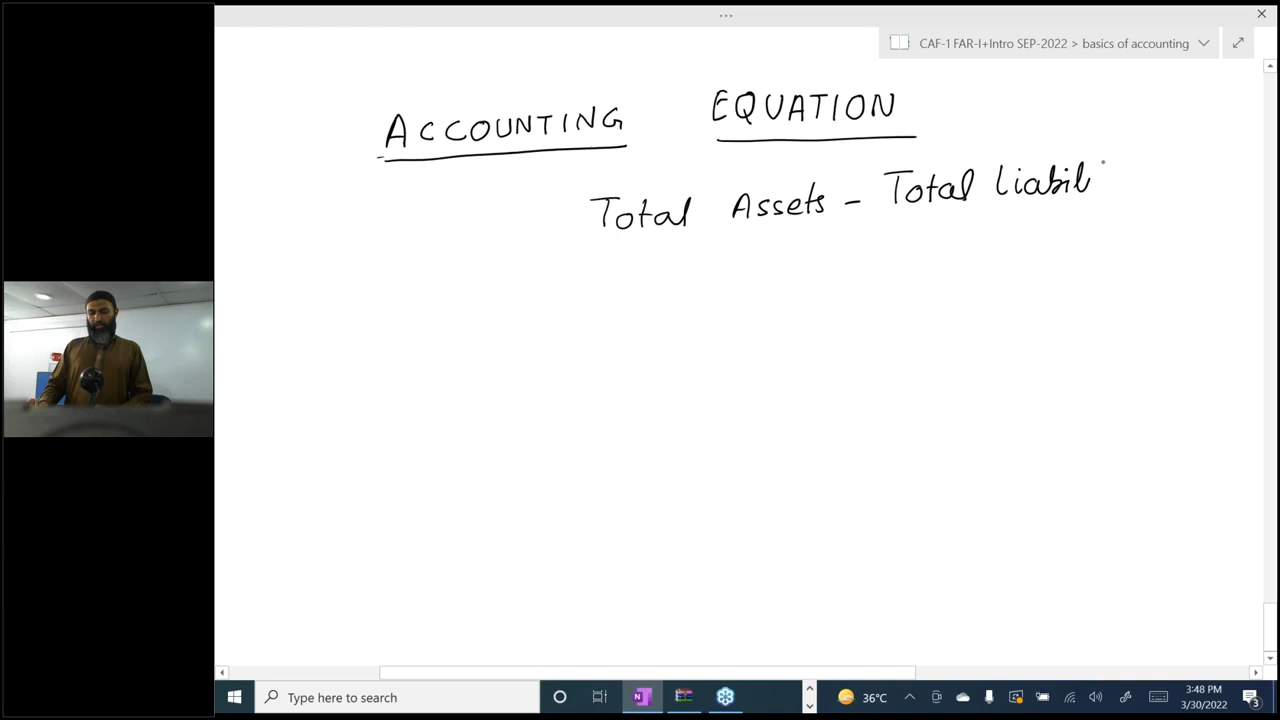 CAF-1 FAR-I+Intro SEP-2022 > basics of accounting
ACCOUNTING EQUATION
Total Assets - Total Liabil
Type here to search
36°C
3:48 PM
3/30/2022
3